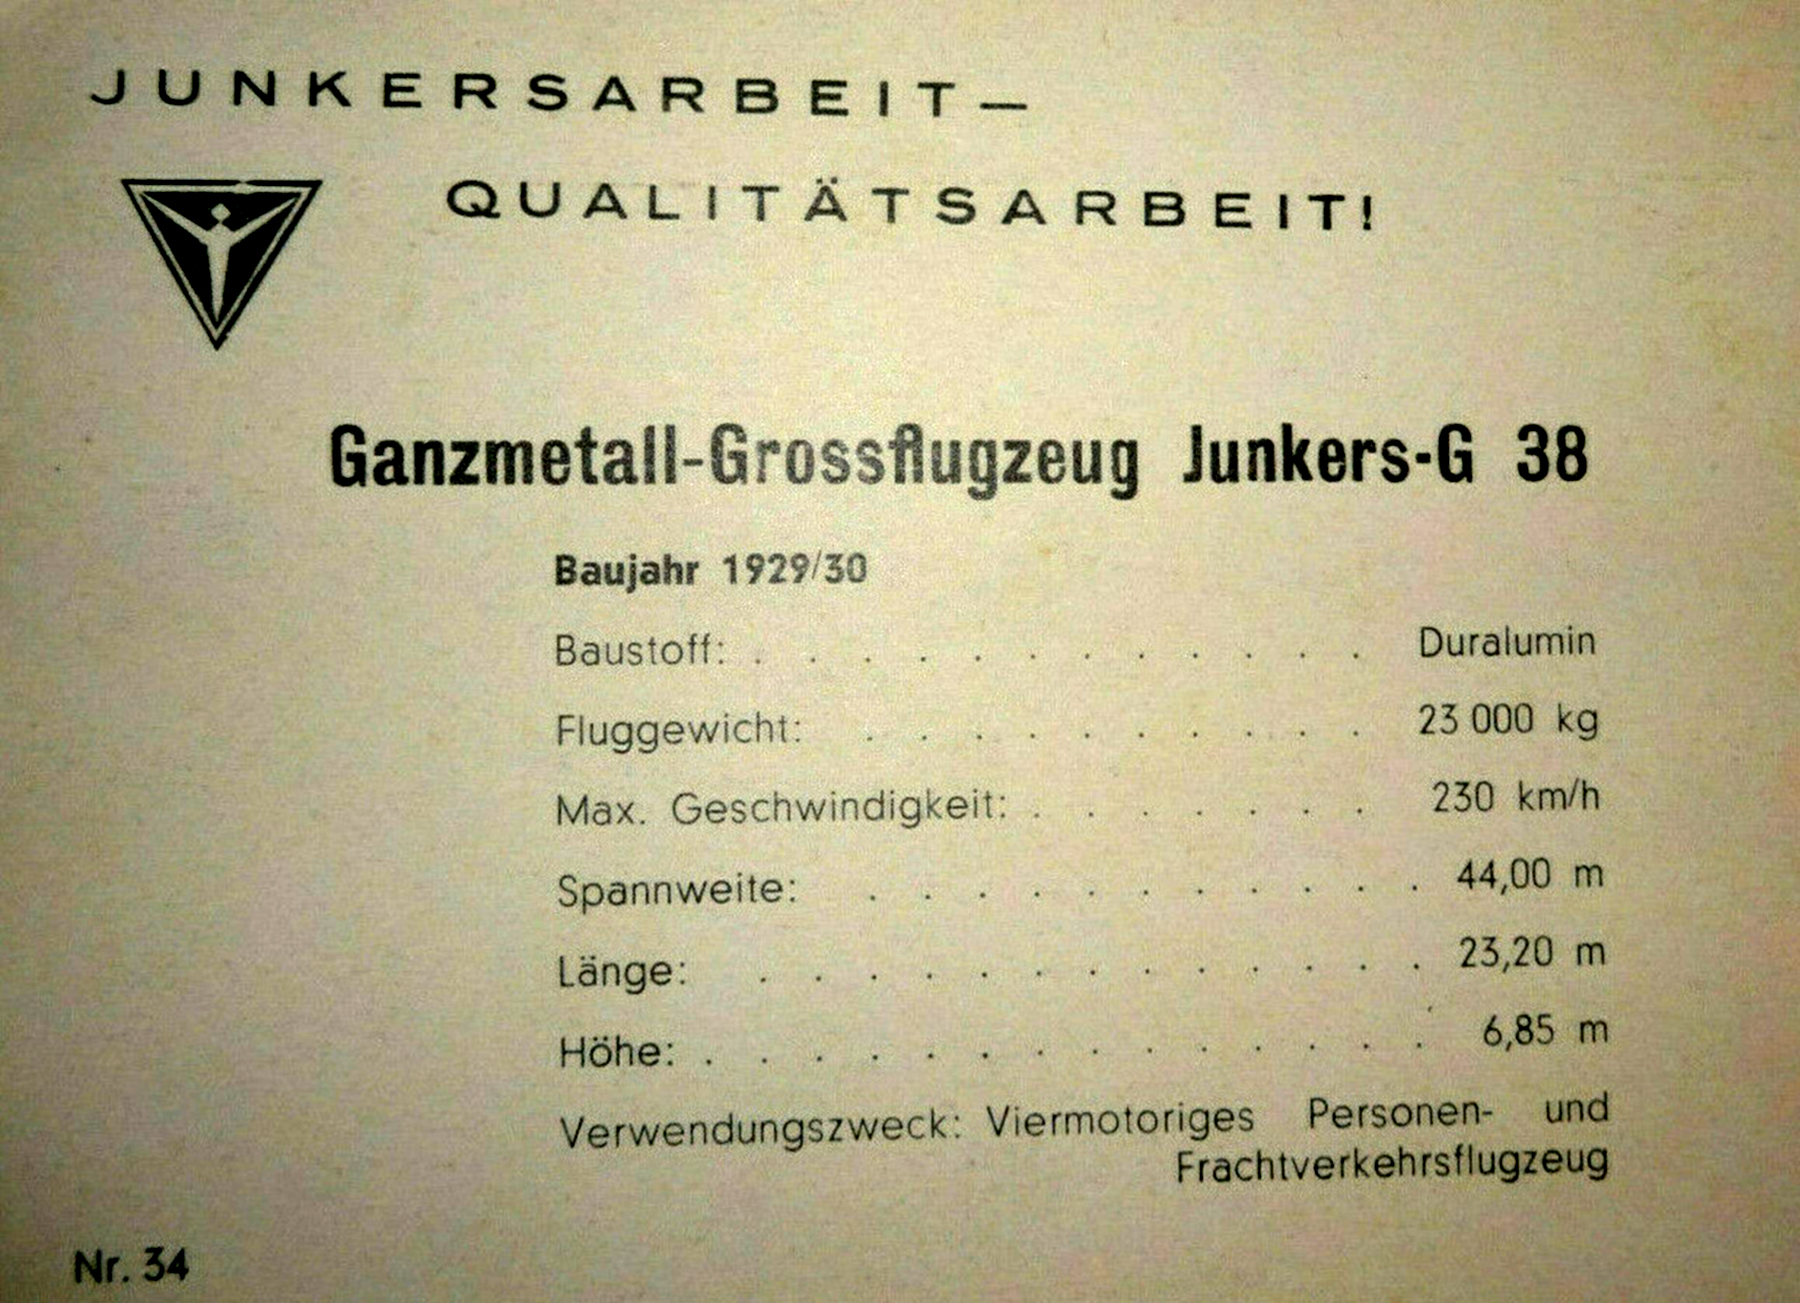 JUNKERSARBEIT—
QUALITÄTSARBEIT!
Ganzmetall-Grossflugzeug Junkers-G 38
Baujahr 1929/30
Baustoff: . . . . . . . . . . . . Duralumin
Fluggewicht: . . . . . . . . . . 23 000 kg
Max. Geschwindigkeit: . . . . . . . 230 km/h
Spannweite: . . . . . . . . . . . 44,00 m
Länge: . . . . . . . . . . . . . 23,20 m
Höhe: . . . . . . . . . . . . . . 6,85 m
Verwendungszweck: Viermotoriges Personen- und
Frachtverkehrsflugzeug
Nr. 34